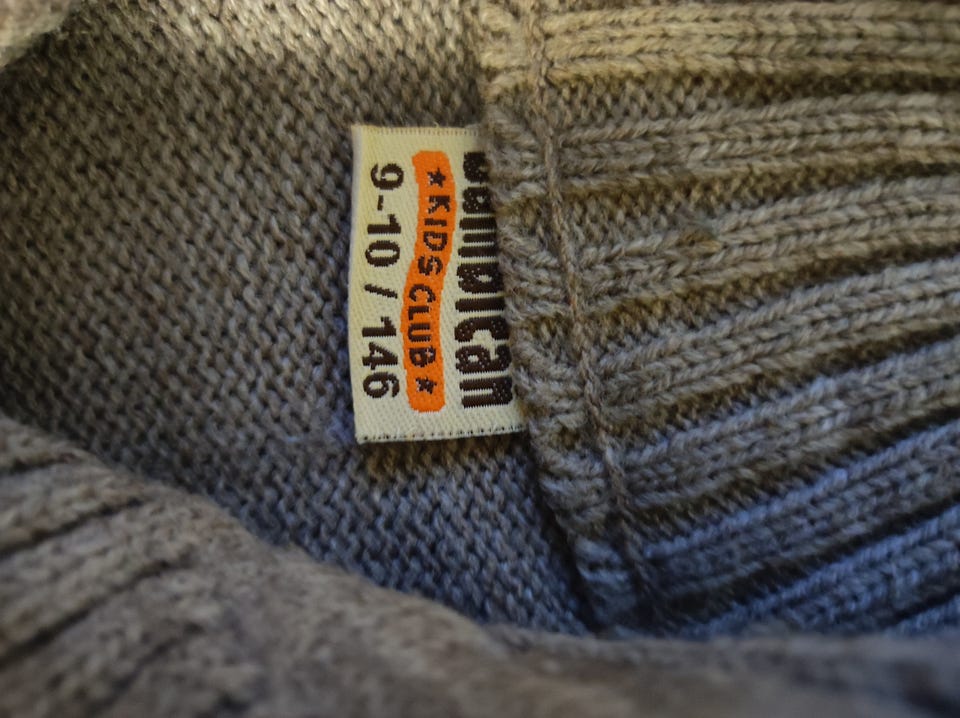 ★ KIDS CLUB ★
9-10 / 146